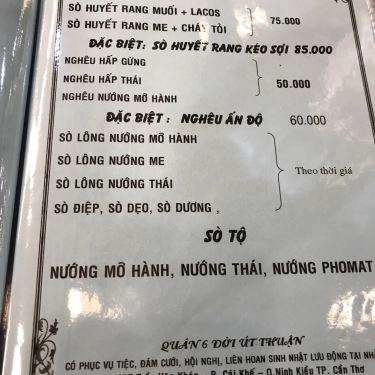 SÒ HUYẾT RANG MUỐI + LACOS
SÒ HUYẾT RANG ME + CHÁY TỎI
75.000
ĐẶC BIỆT: SÒ HUYẾT RANG KÉO SỢI 85.000
NGHÊU HẤP GỪNG
NGHÊU HẤP THÁI
50.000
NGHÊU NƯỚNG MỠ HÀNH
ĐẶC BIỆT : NGHÊU ẤN ĐỘ 60.000
SÒ LÔNG NƯỚNG MỠ HÀNH
SÒ LÔNG NƯỚNG ME
Theo thời giá
SÒ LÔNG NƯỚNG THÁI
SÒ ĐIỆP, SÒ DẸO, SÒ DƯƠNG ,
SÒ TỘ
NƯỚNG MỠ HÀNH, NƯỚNG THÁI, NƯỚNG PHOMAT
QUÁN 6 ĐỜI ÚT THUẬN
CÓ PHỤC VỤ TIỆC, ĐÁM CƯỚI, HỘI NGHỊ, LIÊN HOAN SINH NHẬT LƯU ĐỘNG TẠI
Cái Khế - Q.Ninh Kiều TP. Cần Thơ